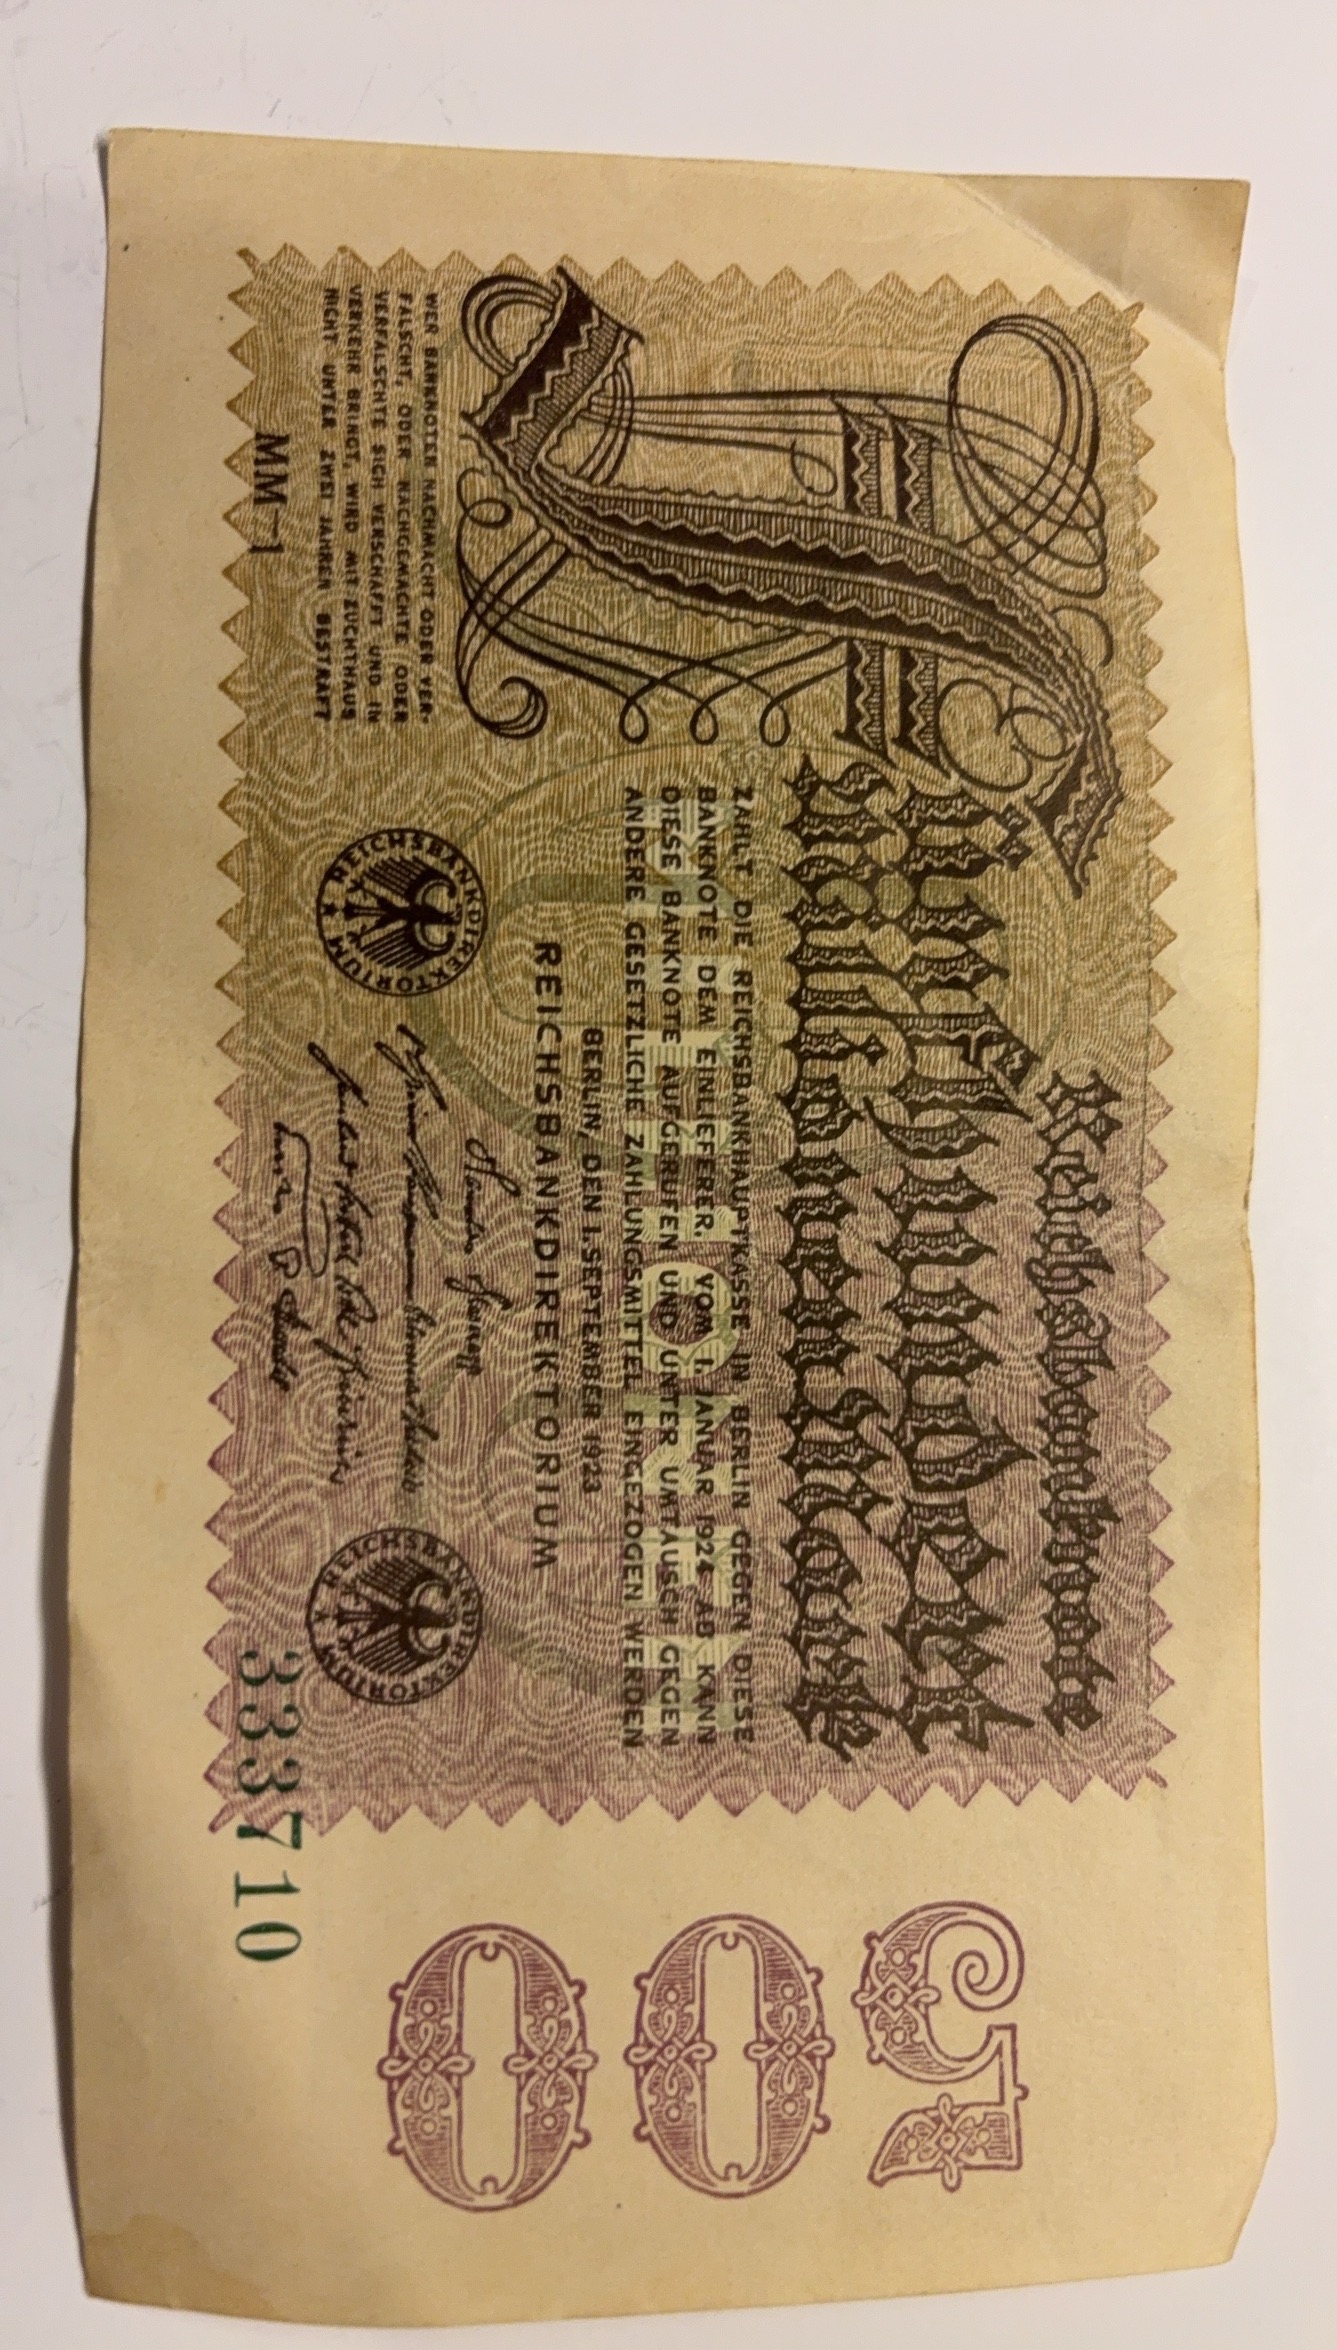 Reichsbanknote
Fünfhundert
Millionen Mark
ZAHLT DIE REICHSBANKHAUPTKASSE IN BERLIN GEGEN DIESE
BANKNOTE DEM EINLIEFERER. VOM 1. JANUAR 1924 AB KANN
DIESE BANKNOTE AUFGERUFEN UND UNTER UMTAUSCH GEGEN
ANDERE GESETZLICHE ZAHLUNGSMITTEL EINGEZOGEN WERDEN
MILLIONEN
BERLIN, DEN 1. SEPTEMBER 1923
REICHSBANKDIREKTORIUM
WER BANKNOTEN NACHMACHT ODER VER-
FÄLSCHT, ODER NACHGEMACHTE ODER
VERFÄLSCHTE SICH VERSCHAFFT UND IN
VERKEHR BRINGT, WIRD MIT ZUCHTHAUS
NICHT UNTER ZWEI JAHREN BESTRAFT
MM-1
REICHSBANKDIREKTORIUM
REICHSBANKDIREKTORIUM
333710
500